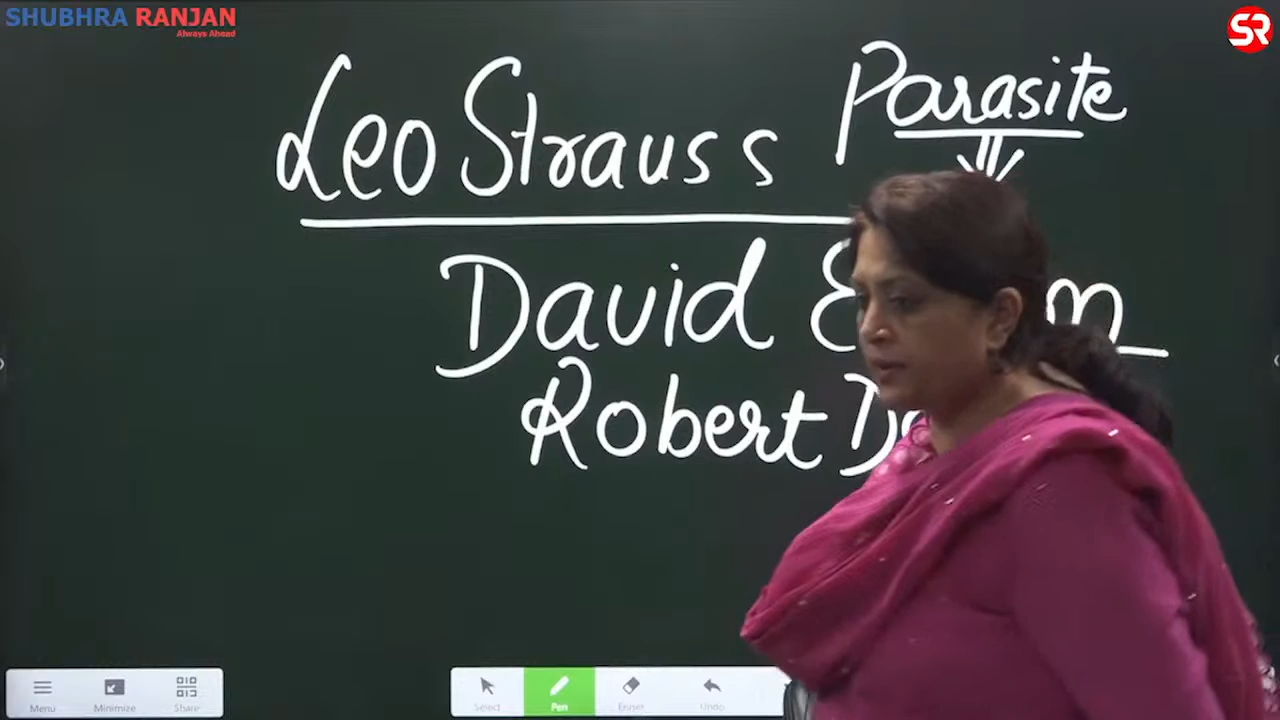 SHUBHRA RANJAN
Always Ahead
SR
Leo Strauss
Parasite
David
Robert
Menu
Minimize
Share
Select
Pen
Eraser
Undo